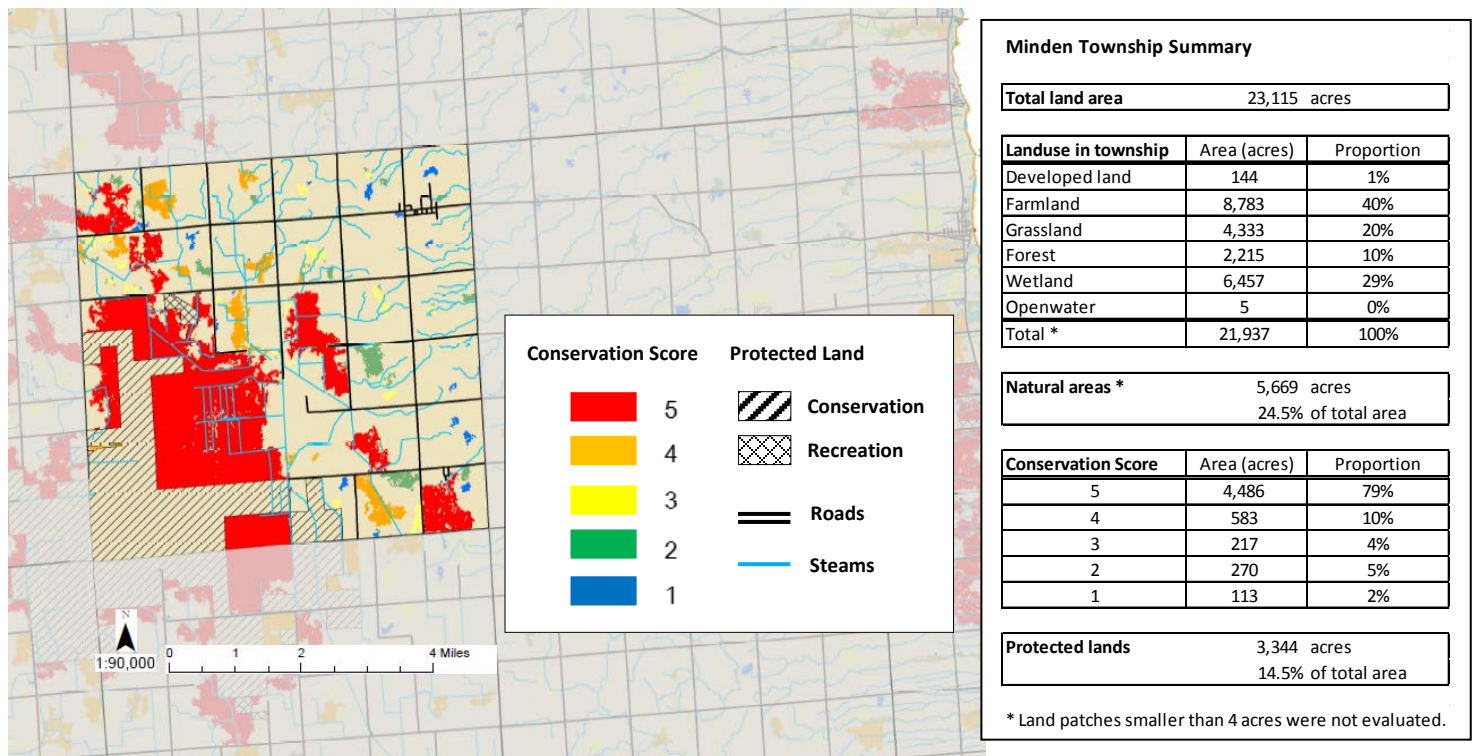 Conservation Score Protected Land
5 Conservation
4 Recreation
3
Roads
2
Steams
1
N
1:90,000
0 1 2 4 Miles
Minden Township Summary
Total land area 23,115 acres
Landuse in township Area (acres) Proportion
Developed land 144 1%
Farmland 8,783 40%
Grassland 4,333 20%
Forest 2,215 10%
Wetland 6,457 29%
Openwater 5 0%
Total * 21,937 100%
Natural areas * 5,669 acres
24.5% of total area
Conservation Score Area (acres) Proportion
5 4,486 79%
4 583 10%
3 217 4%
2 270 5%
1 113 2%
Protected lands 3,344 acres
14.5% of total area
* Land patches smaller than 4 acres were not evaluated.